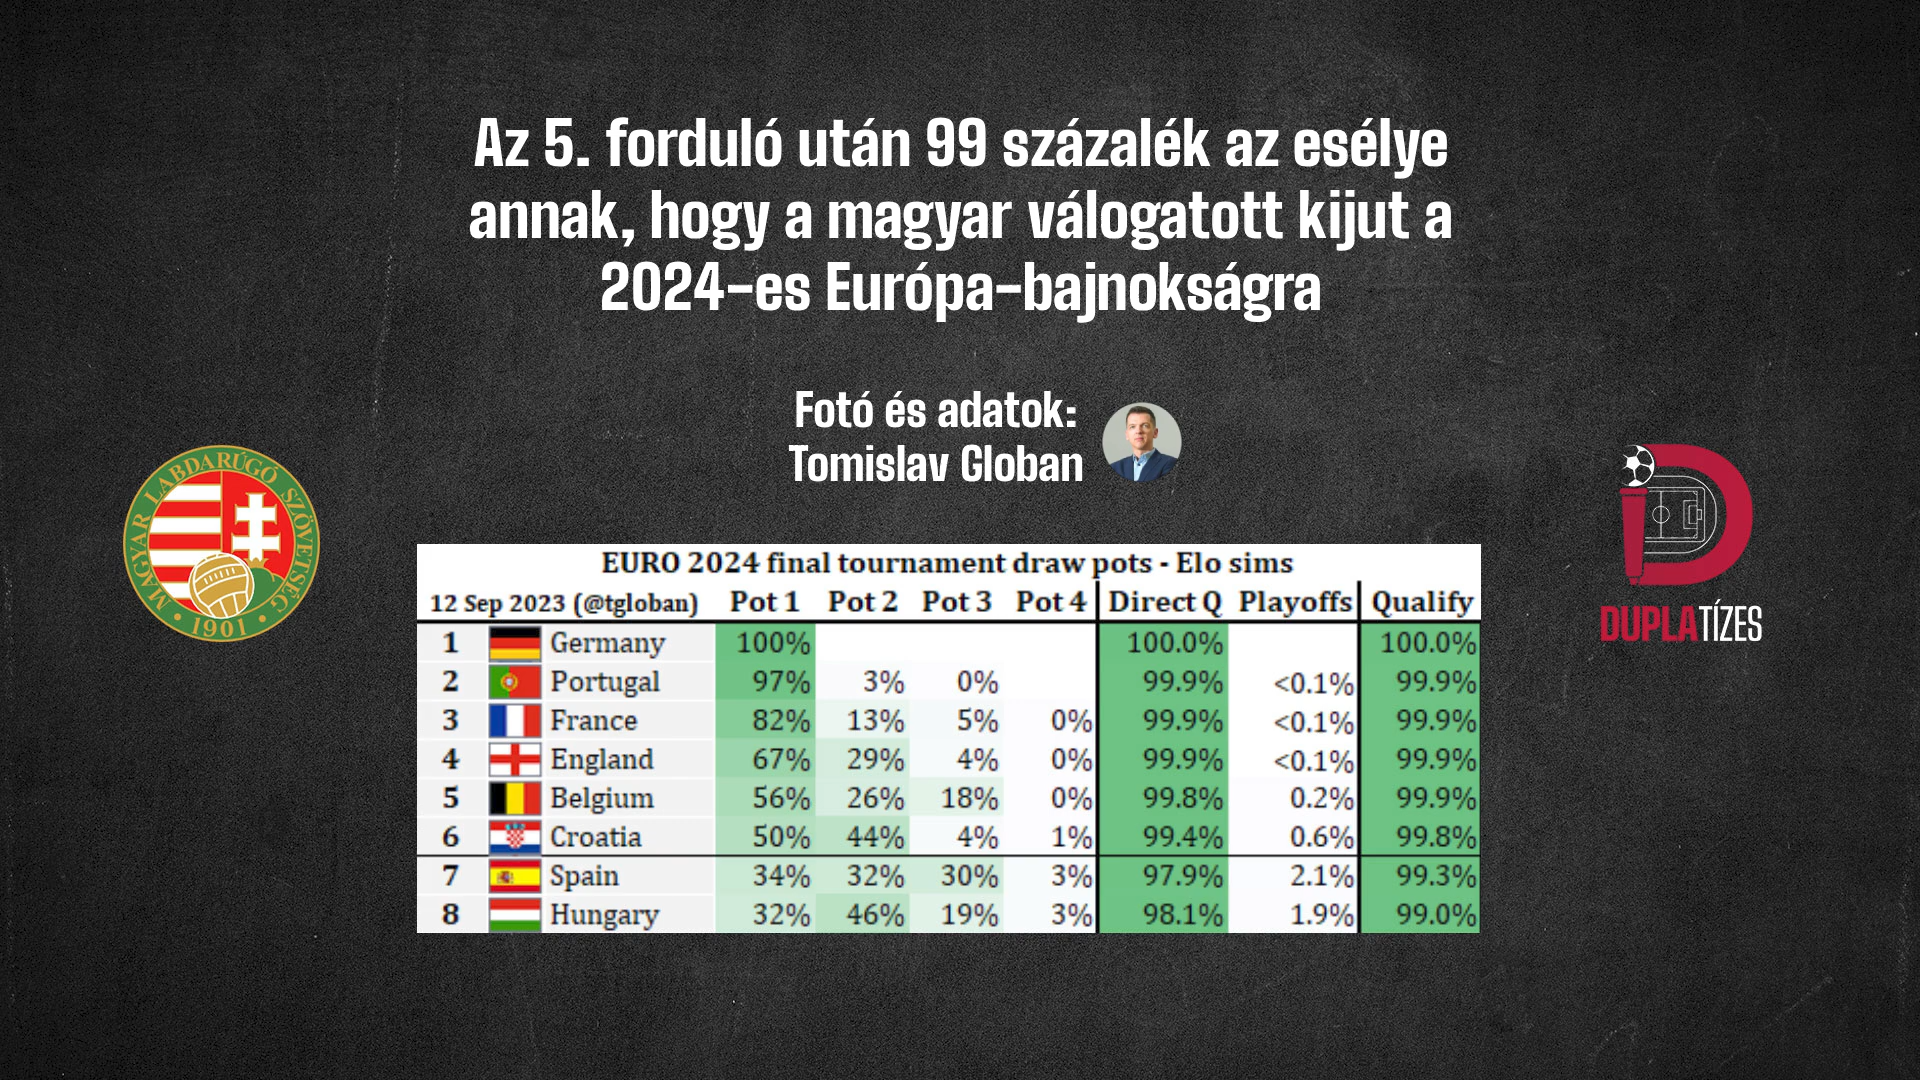 Az 5. forduló után 99 százalék az esélye
annak, hogy a magyar válogatott kijut a
2024-es Európa-bajnokságra
Fotó és adatok:
Tomislav Globan
MAGYAR LABDARÚGÓ SZÖVETSÉG
• 1901 •
DUPLATÍZES
EURO 2024 final tournament draw pots - Elo sims
12 Sep 2023 (@tgloban) Pot 1 Pot 2 Pot 3 Pot 4 Direct Q Playoffs Qualify
1 Germany 100% 100.0% 100.0%
2 Portugal 97% 3% 0% 99.9% <0.1% 99.9%
3 France 82% 13% 5% 0% 99.9% <0.1% 99.9%
4 England 67% 29% 4% 0% 99.9% <0.1% 99.9%
5 Belgium 56% 26% 18% 0% 99.8% 0.2% 99.9%
6 Croatia 50% 44% 4% 1% 99.4% 0.6% 99.8%
7 Spain 34% 32% 30% 3% 97.9% 2.1% 99.3%
8 Hungary 32% 46% 19% 3% 98.1% 1.9% 99.0%